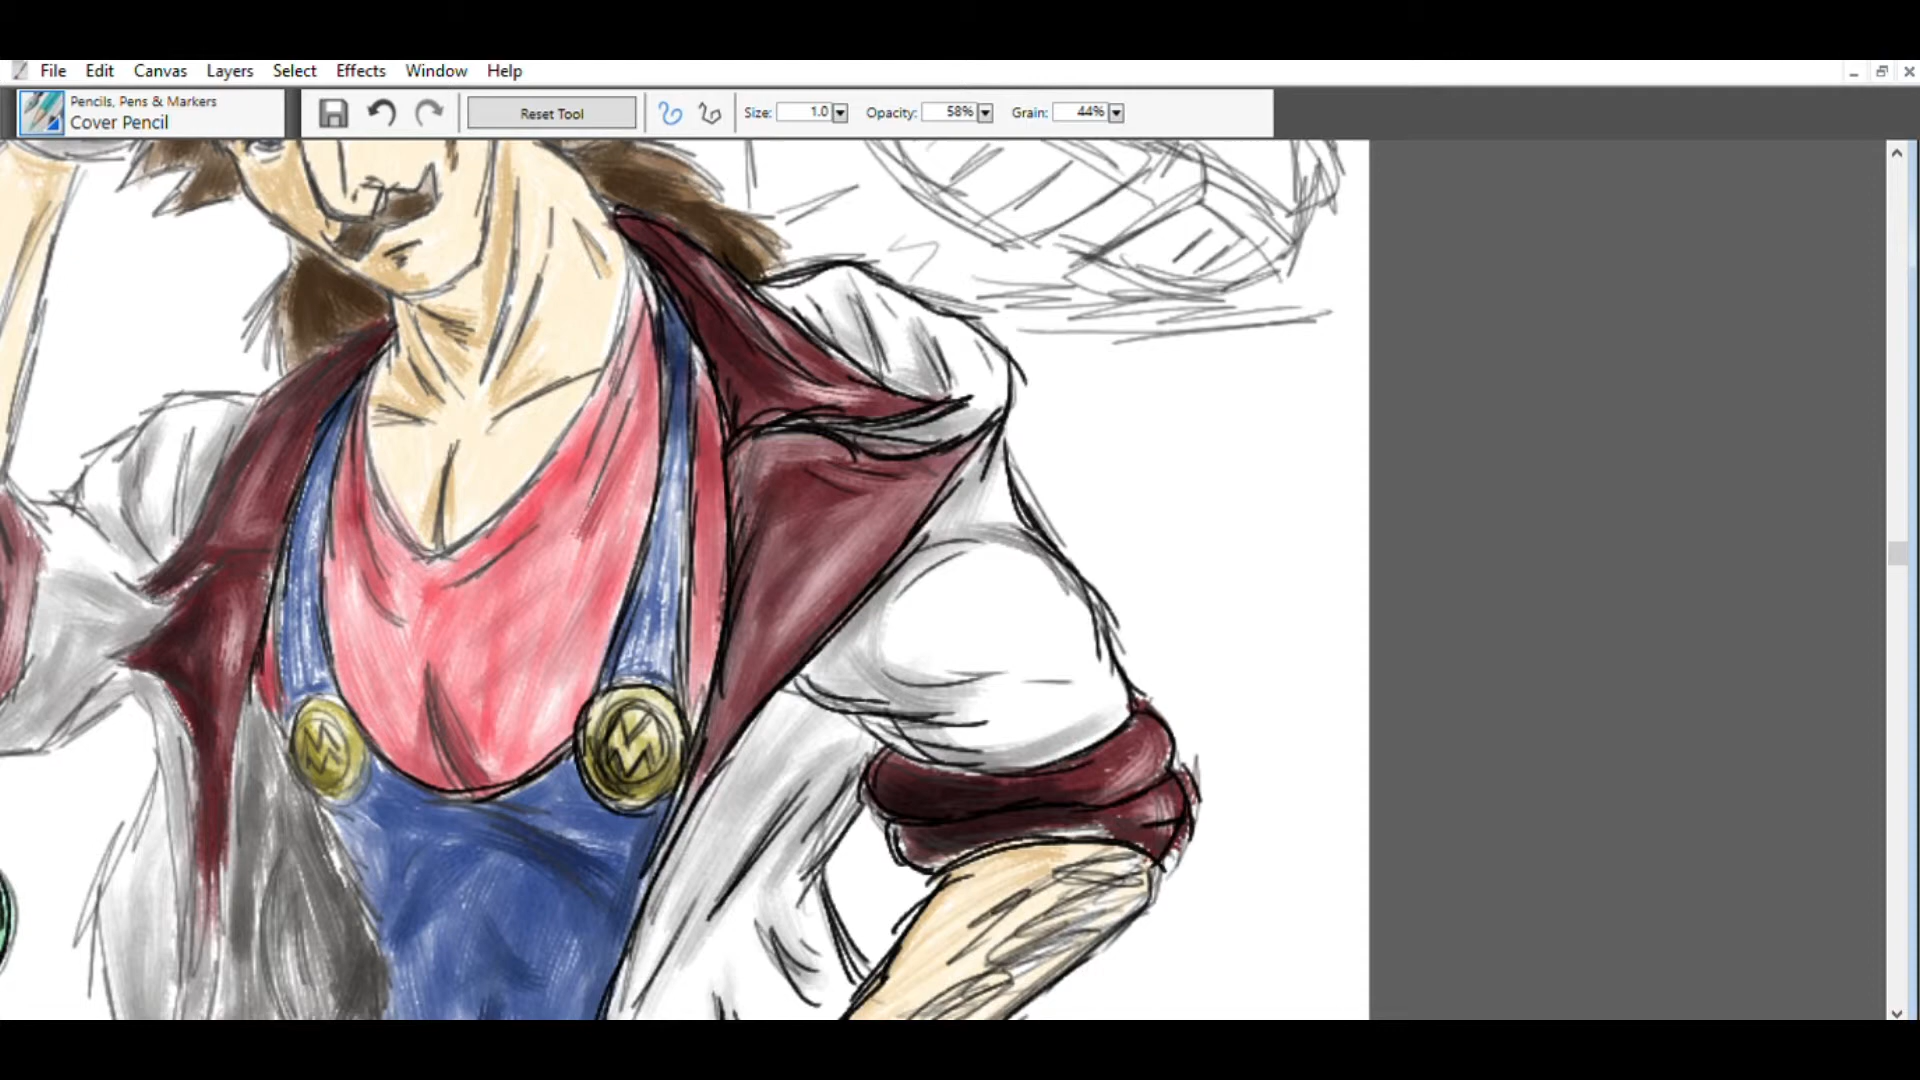 File Edit Canvas Layers Select Effects Window Help
Pencils, Pens & Markers
Cover Pencil
Reset Tool
Size: 1.0 Opacity: 58% Grain: 44%
M M